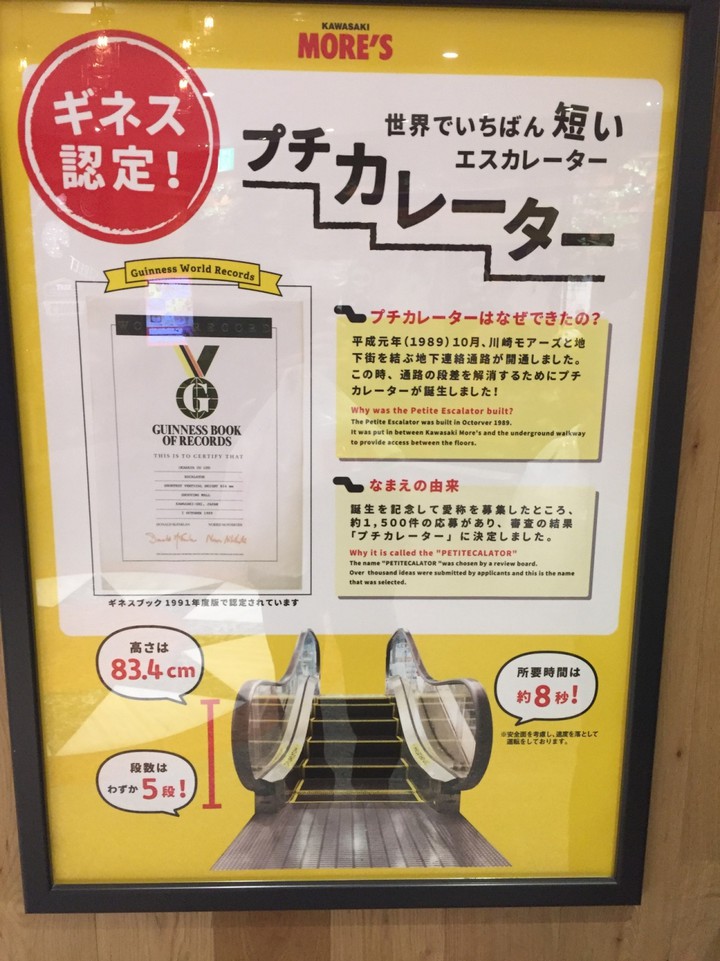 KAWASAKI
MORE'S
ギネス
認定!
世界でいちばん 短い
エスカレーター
プチカレーター
Guinness World Records
GUINNESS BOOK
OF RECORDS
THIS IS TO CERTIFY THAT
ギネスブック1991年度版で認定されています
プチカレーターはなぜできたの?
平成元年(1989)10月、川崎モアーズと地
下街を結ぶ地下連絡通路が開通しました。
この時、通路の段差を解消するためにプチ
カレーターが誕生しました!
Why was the Petite Escalator built?
The Petite Escalator was built in Octorver 1989.
It was put in between Kawasaki More's and the underground walkway
to provide access between the floors.
なまえの由来
誕生を記念して愛称を募集したところ、
約1,500件の応募があり、審査の結果
「プチカレーター」に決定しました。
Why it is called the "PETITECALATOR"
The name "PETITECALATOR "was chosen by a review board.
Over thousand ideas were submitted by applicants and this is the name
that was selected.
高さは
83.4cm
段数は
わずか5段!
所要時間は
約8秒!
※安全面を考慮し、速度を落として
運転をしております。